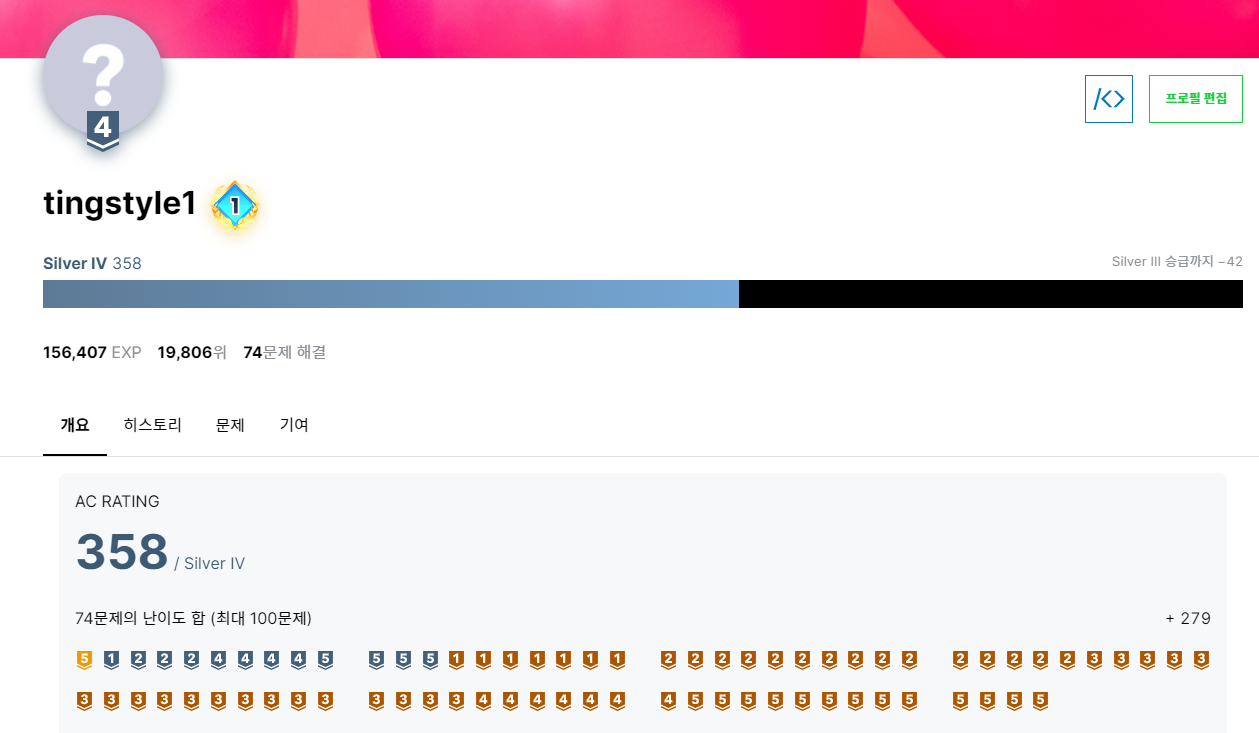 ?
4
/<>
프로필 편집
tingstyle1 1
Silver IV 358
Silver III 승급까지 −42
156,407 EXP 19,806위 74문제 해결
개요 히스토리 문제 기여
AC RATING
358 / Silver IV
74문제의 난이도 합 (최대 100문제) + 279
5 1 2 2 2 4 4 4 4 5 5 5 5 1 1 1 1 1 1 1 2 2 2 2 2 2 2 2 2 2 2 2 2 2 2 3 3 3 3 3
3 3 3 3 3 3 3 3 3 3 3 3 3 3 4 4 4 4 4 4 4 5 5 5 5 5 5 5 5 5 5 5 5 5